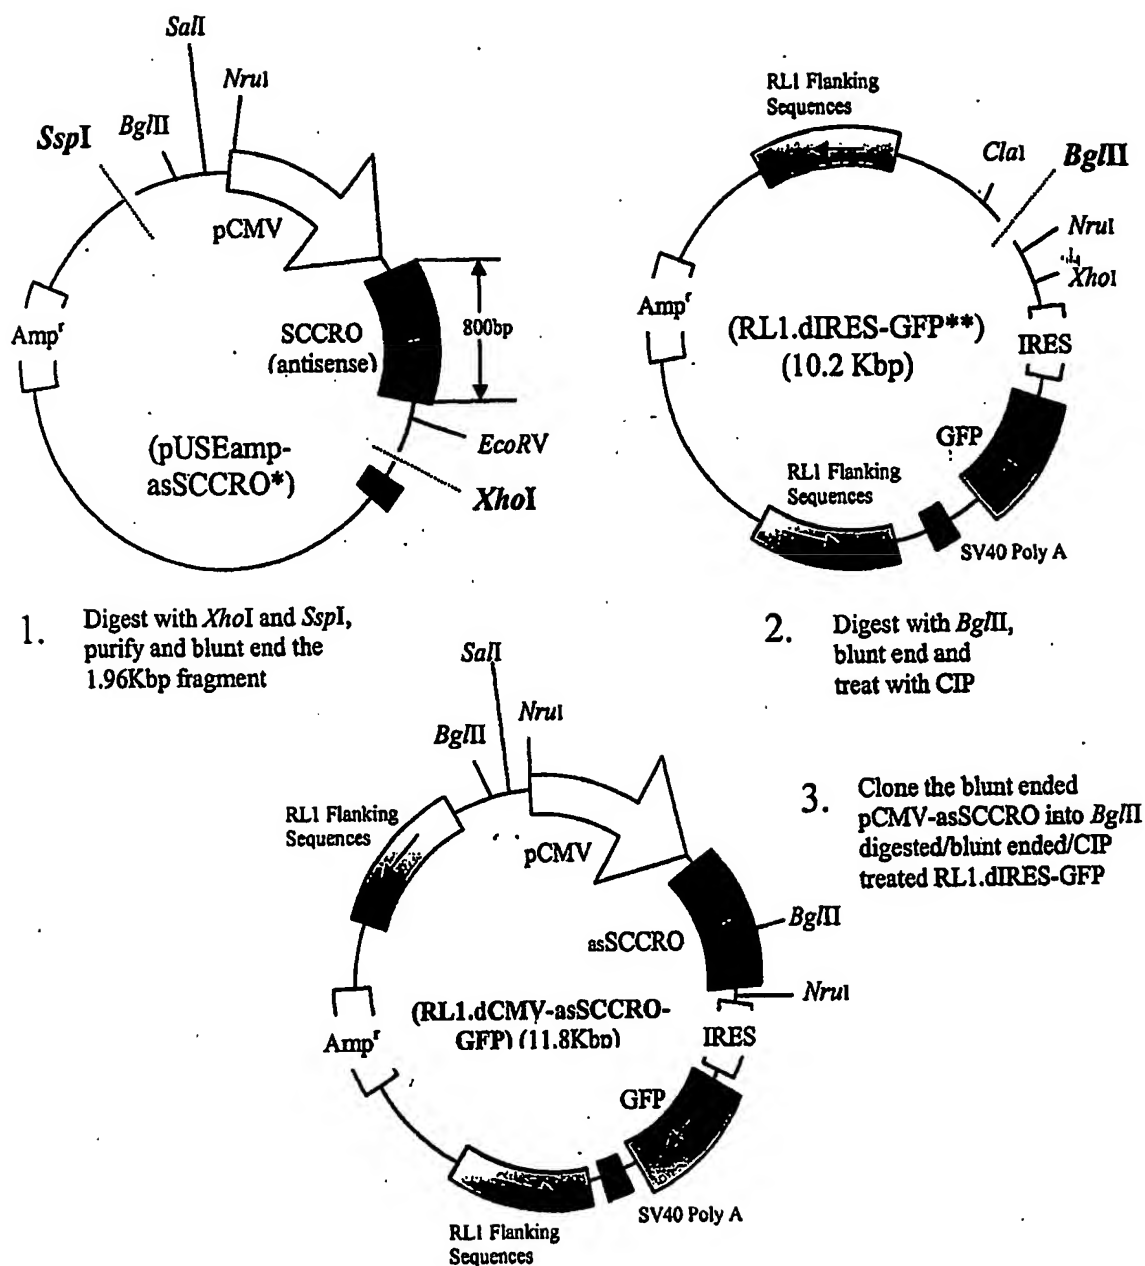 SalI
NruI
BglII
SspI
pCMV
Ampʳ
SCCRO
(antisense)
800bp
(pUSEamp-
asSCCRO*)
EcoRV
XhoI
RL1 Flanking
Sequences
ClaI
BglII
NruI
XhoI
Ampʳ
(RL1.dIRES-GFP**)
(10.2 Kbp)
IRES
GFP
RL1 Flanking
Sequences
SV40 Poly A
1. Digest with XhoI and SspI,
purify and blunt end the
1.96Kbp fragment
2. Digest with BglII,
blunt end and
treat with CIP
SalI
NruI
BglII
RL1 Flanking
Sequences
pCMV
3. Clone the blunt ended
pCMV-asSCCRO into BglII
digested/blunt ended/CIP
treated RL1.dIRES-GFP
asSCCRO
BglII
NruI
Ampʳ
(RL1.dCMV-asSCCRO-
GFP) (11.8Kbp)
IRES
GFP
SV40 Poly A
RL1 Flanking
Sequences